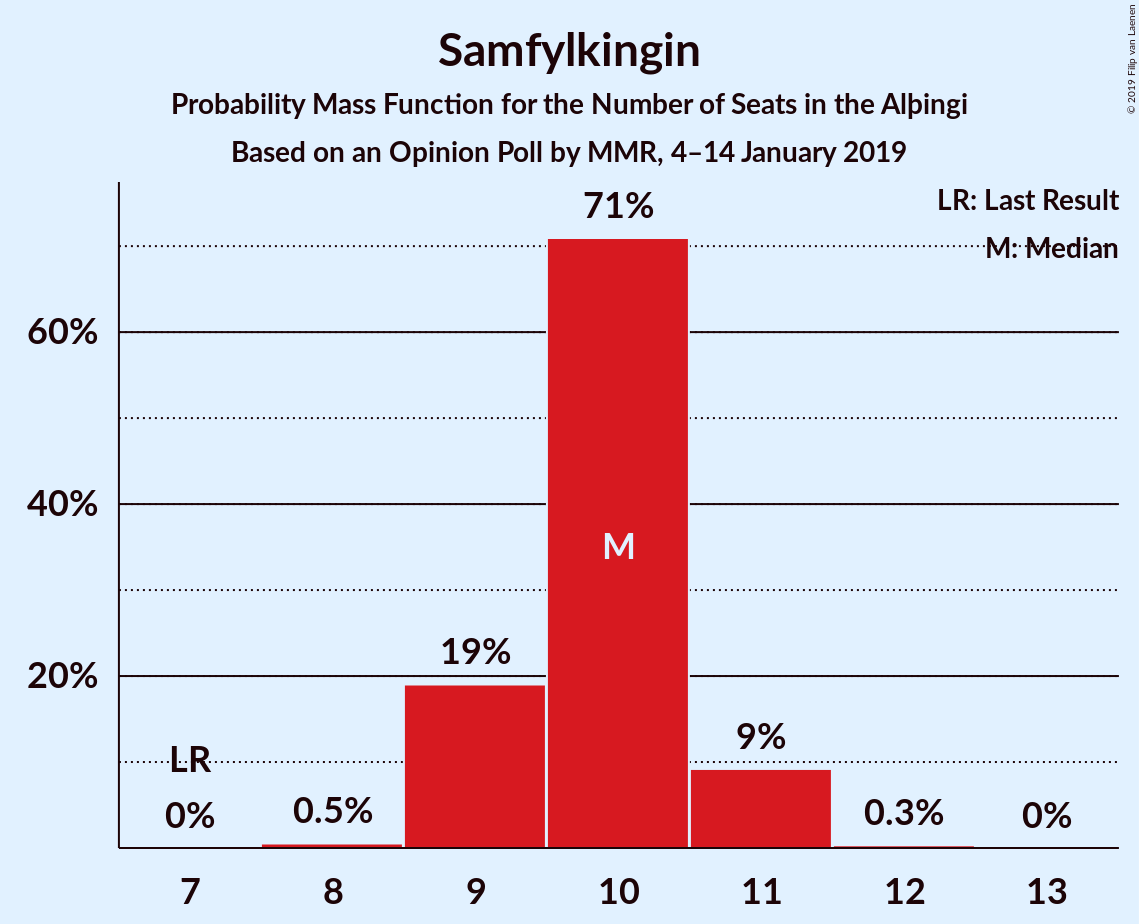 Samfylkingin
Probability Mass Function for the Number of Seats in the Alþingi
Based on an Opinion Poll by MMR, 4–14 January 2019
© 2019 Filip van Laenen
LR: Last Result
M: Median
71%
60%
40%
M
19%
20%
9%
LR
0%
0.5%
0.3%
0%
7 8 9 10 11 12 13